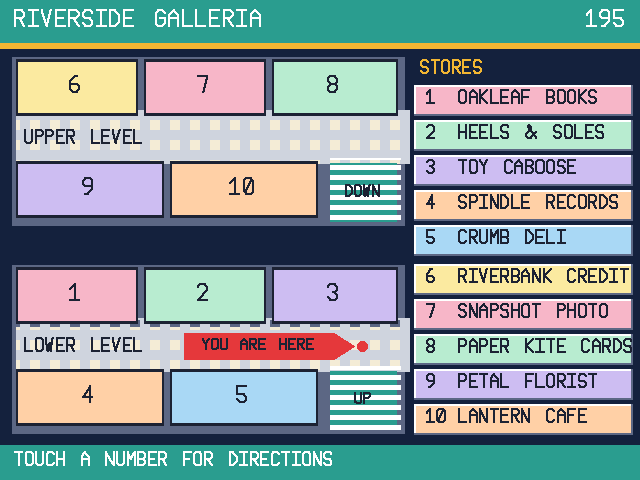 RIVERSIDE GALLERIA 195
6 7 8
UPPER LEVEL
9 10 DOWN
1 2 3
LOWER LEVEL YOU ARE HERE
4 5 UP
STORES
1 OAKLEAF BOOKS
2 HEELS & SOLES
3 TOY CABOOSE
4 SPINDLE RECORDS
5 CRUMB DELI
6 RIVERBANK CREDIT
7 SNAPSHOT PHOTO
8 PAPER KITE CARDS
9 PETAL FLORIST
10 LANTERN CAFE
TOUCH A NUMBER FOR DIRECTIONS